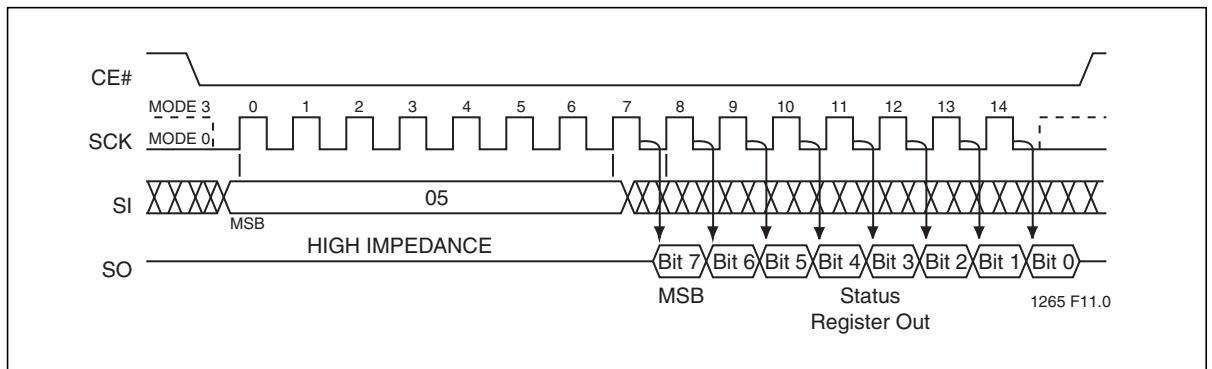 CE#
MODE 3 0 1 2 3 4 5 6 7 8 9 10 11 12 13 14
SCK MODE 0
SI 05
MSB
HIGH IMPEDANCE
SO Bit 7 Bit 6 Bit 5 Bit 4 Bit 3 Bit 2 Bit 1 Bit 0
MSB Status
Register Out
1265 F11.0